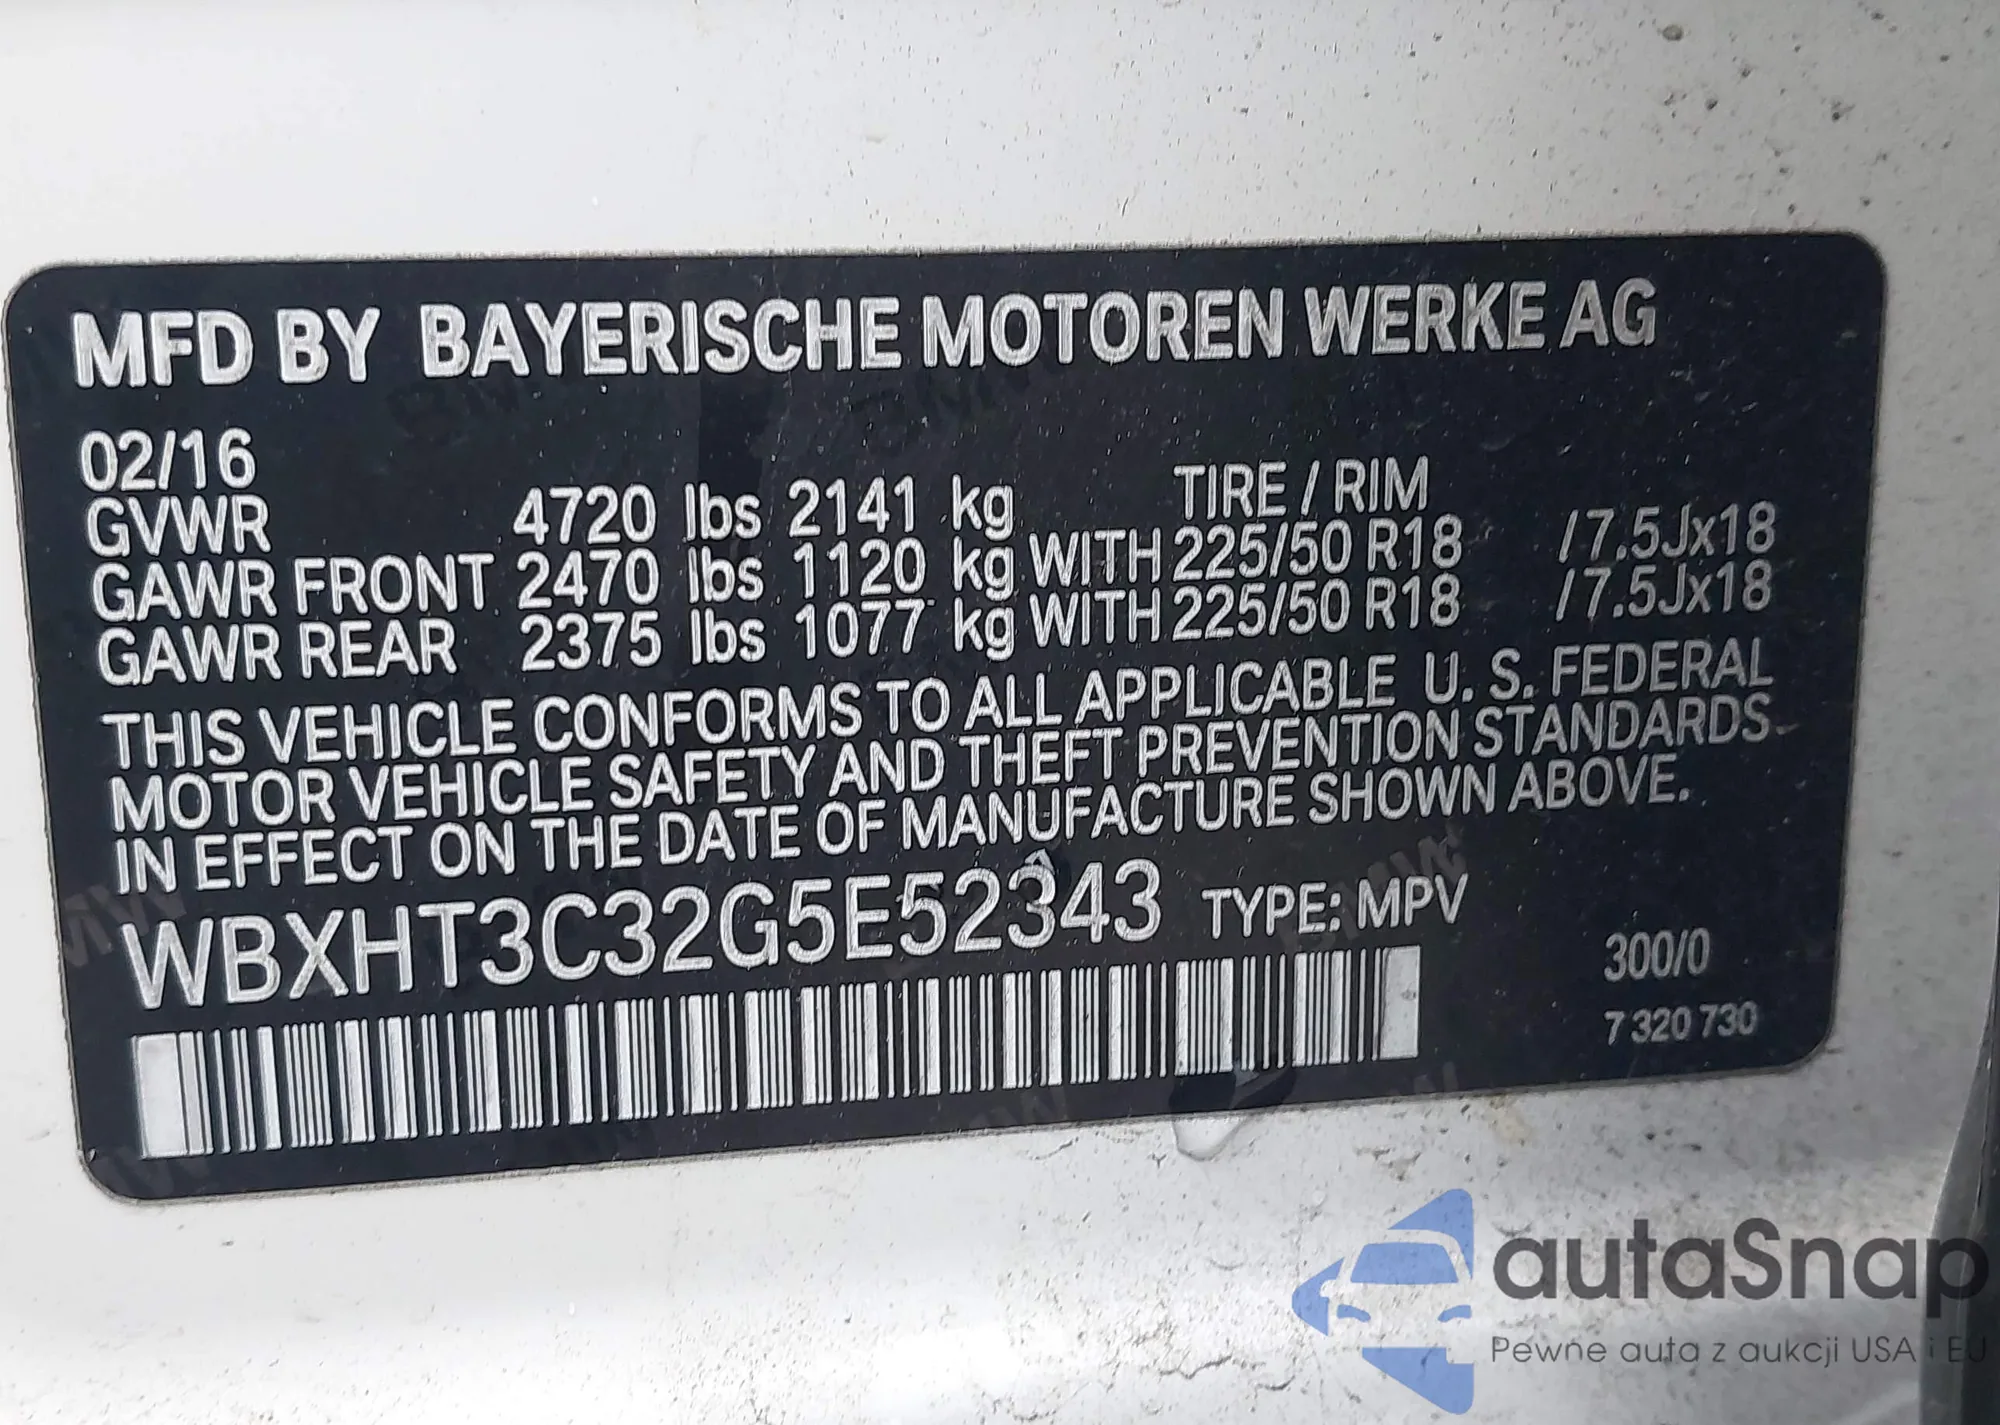 MFD BY BAYERISCHE MOTOREN WERKE AG
02/16
TIRE / RIM
GVWR 4720 lbs 2141 kg
GAWR FRONT 2470 lbs 1120 kg WITH 225/50 R18 /7.5Jx18
GAWR REAR 2375 lbs 1077 kg WITH 225/50 R18 /7.5Jx18
THIS VEHICLE CONFORMS TO ALL APPLICABLE U. S. FEDERAL
MOTOR VEHICLE SAFETY AND THEFT PREVENTION STANDARDS
IN EFFECT ON THE DATE OF MANUFACTURE SHOWN ABOVE.
WBXHT3C32G5E52343 TYPE: MPV
300/0
7 320 730
autaSnap
Pewne auta z aukcji USA i EU